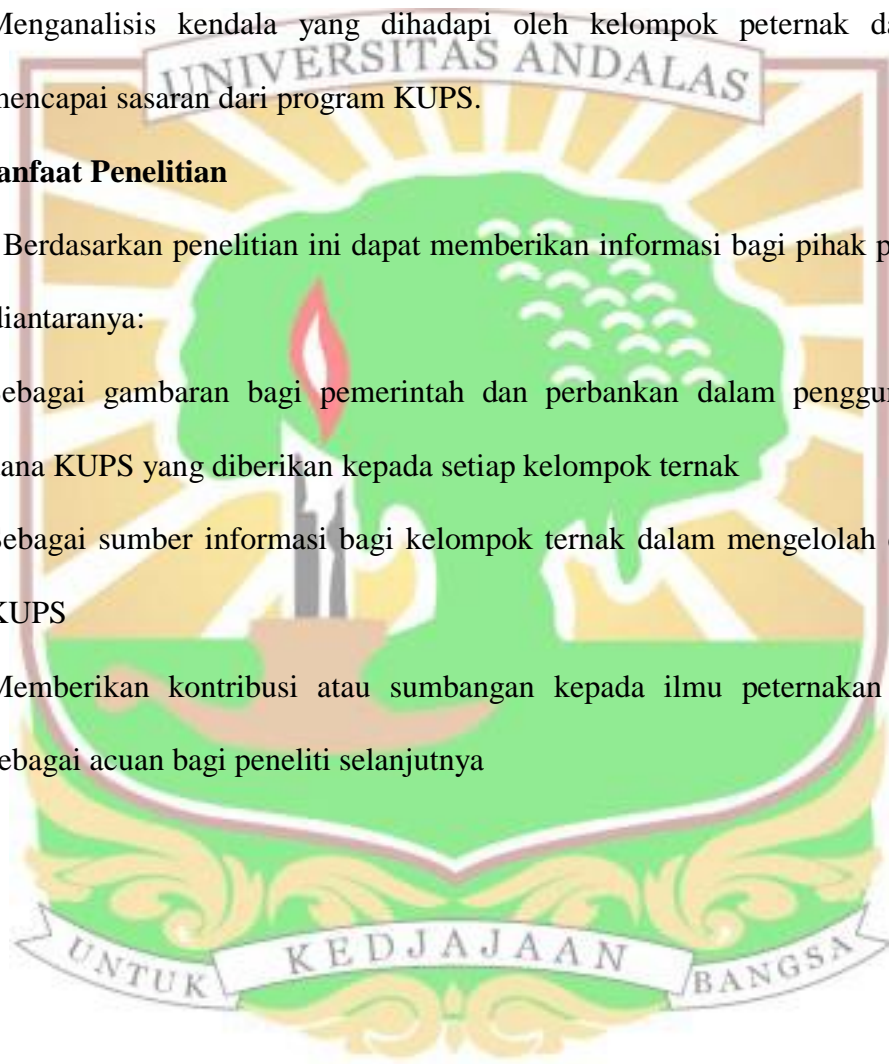 Menganalisis kendala yang dihadapi oleh kelompok peternak da
UNIVERSITAS ANDALAS
mencapai sasaran dari program KUPS.
anfaat Penelitian
Berdasarkan penelitian ini dapat memberikan informasi bagi pihak p
diantaranya:
Sebagai gambaran bagi pemerintah dan perbankan dalam penggu
ana KUPS yang diberikan kepada setiap kelompok ternak
Sebagai sumber informasi bagi kelompok ternak dalam mengelolah
KUPS
Memberikan kontribusi atau sumbangan kepada ilmu peternakan
sebagai acuan bagi peneliti selanjutnya
UNTUK KEDJAJAAN BANGSA